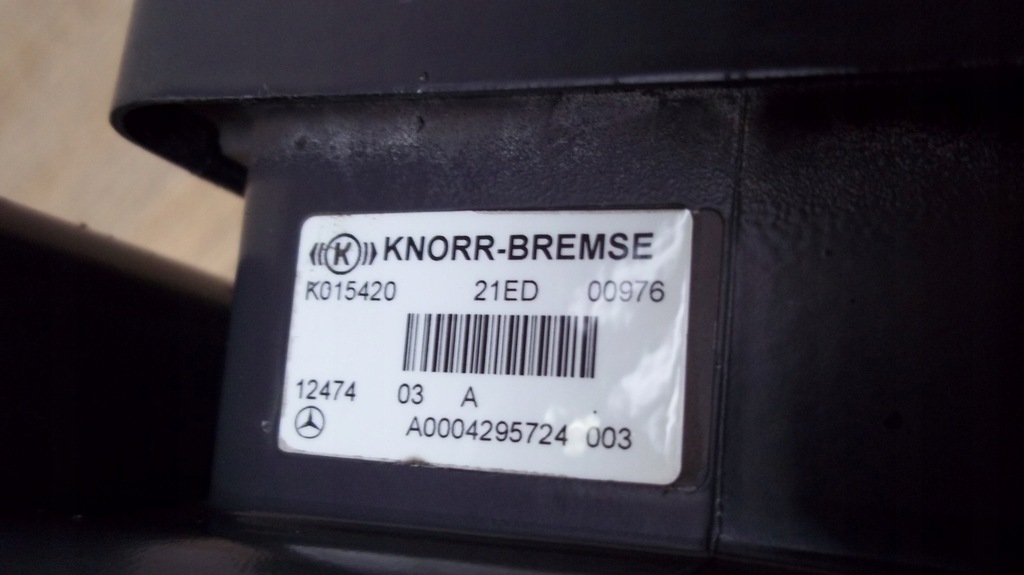 K KNORR-BREMSE
K015420 21ED 00976
12474 03 A
A0004295724 003